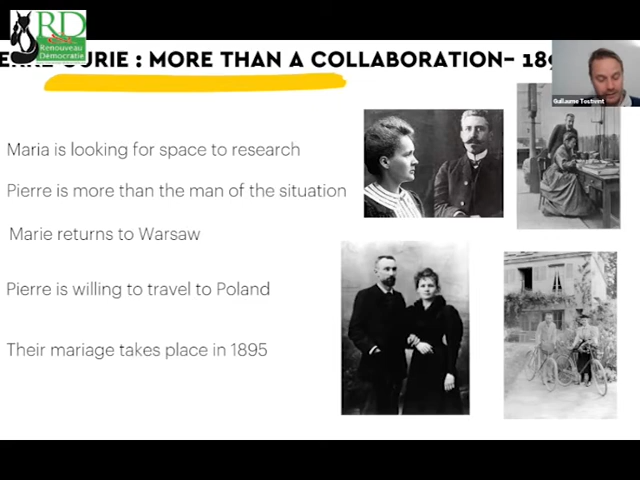 RD
Renouveau
Démocratie
CURIE : MORE THAN A COLLABORATION- 189
Guillaume Tostivint
Maria is looking for space to research
Pierre is more than the man of the situation
Marie returns to Warsaw
Pierre is willing to travel to Poland
Their mariage takes place in 1895